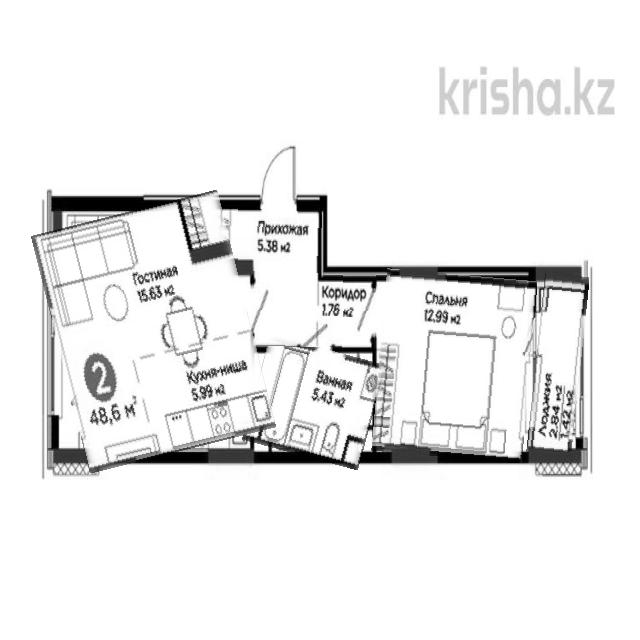 krisha.kz
Прихожая
5.38 м2
Гостиная
15.63 м2
Коридор
1.76 м2
Спальня
12.99 м2
Кухня-ниша
5.99 м2
Ванная
5.43 м2
Лоджия
2.84 м2
1.42 м2
2
48,6 м²